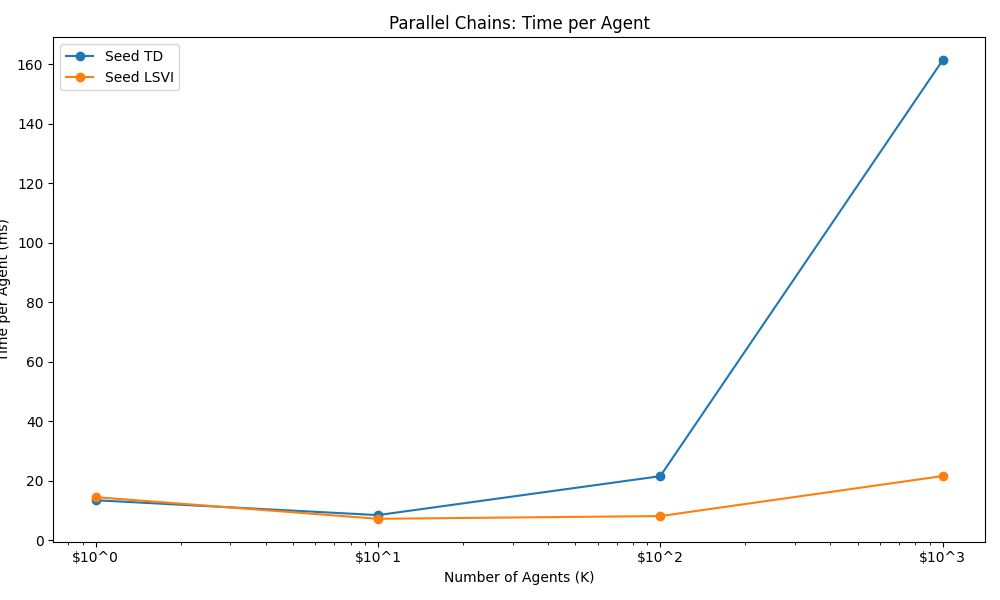 Parallel Chains: Time per Agent
Seed TD
Seed LSVI
160
140
120
100
80
60
40
20
0
Time per Agent (ms)
$10^0
$10^1
$10^2
$10^3
Number of Agents (K)